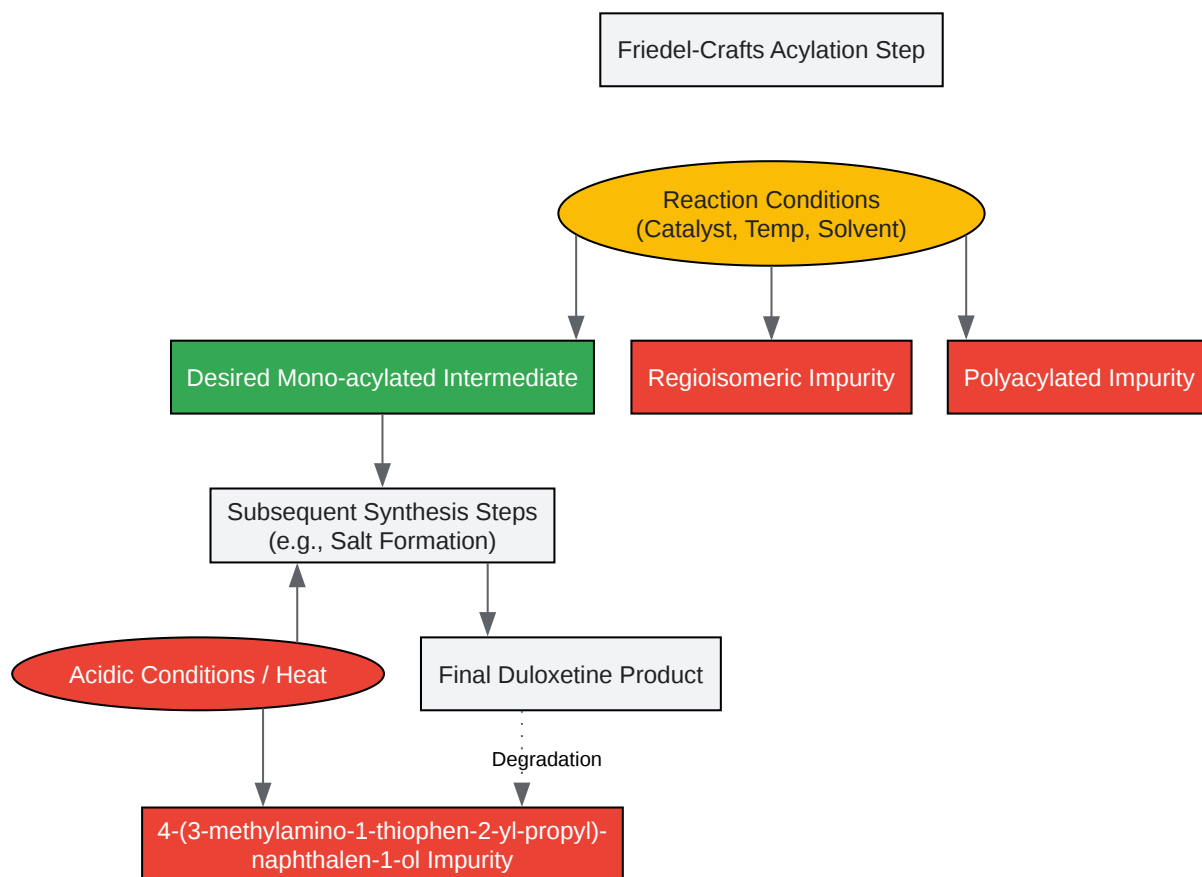 Friedel-Crafts Acylation Step
Reaction Conditions
(Catalyst, Temp, Solvent)
Desired Mono-acylated Intermediate
Regioisomeric Impurity
Polyacylated Impurity
Subsequent Synthesis Steps
(e.g., Salt Formation)
Acidic Conditions / Heat
Final Duloxetine Product
Degradation
4-(3-methylamino-1-thiophen-2-yl-propyl)-
naphthalen-1-ol Impurity